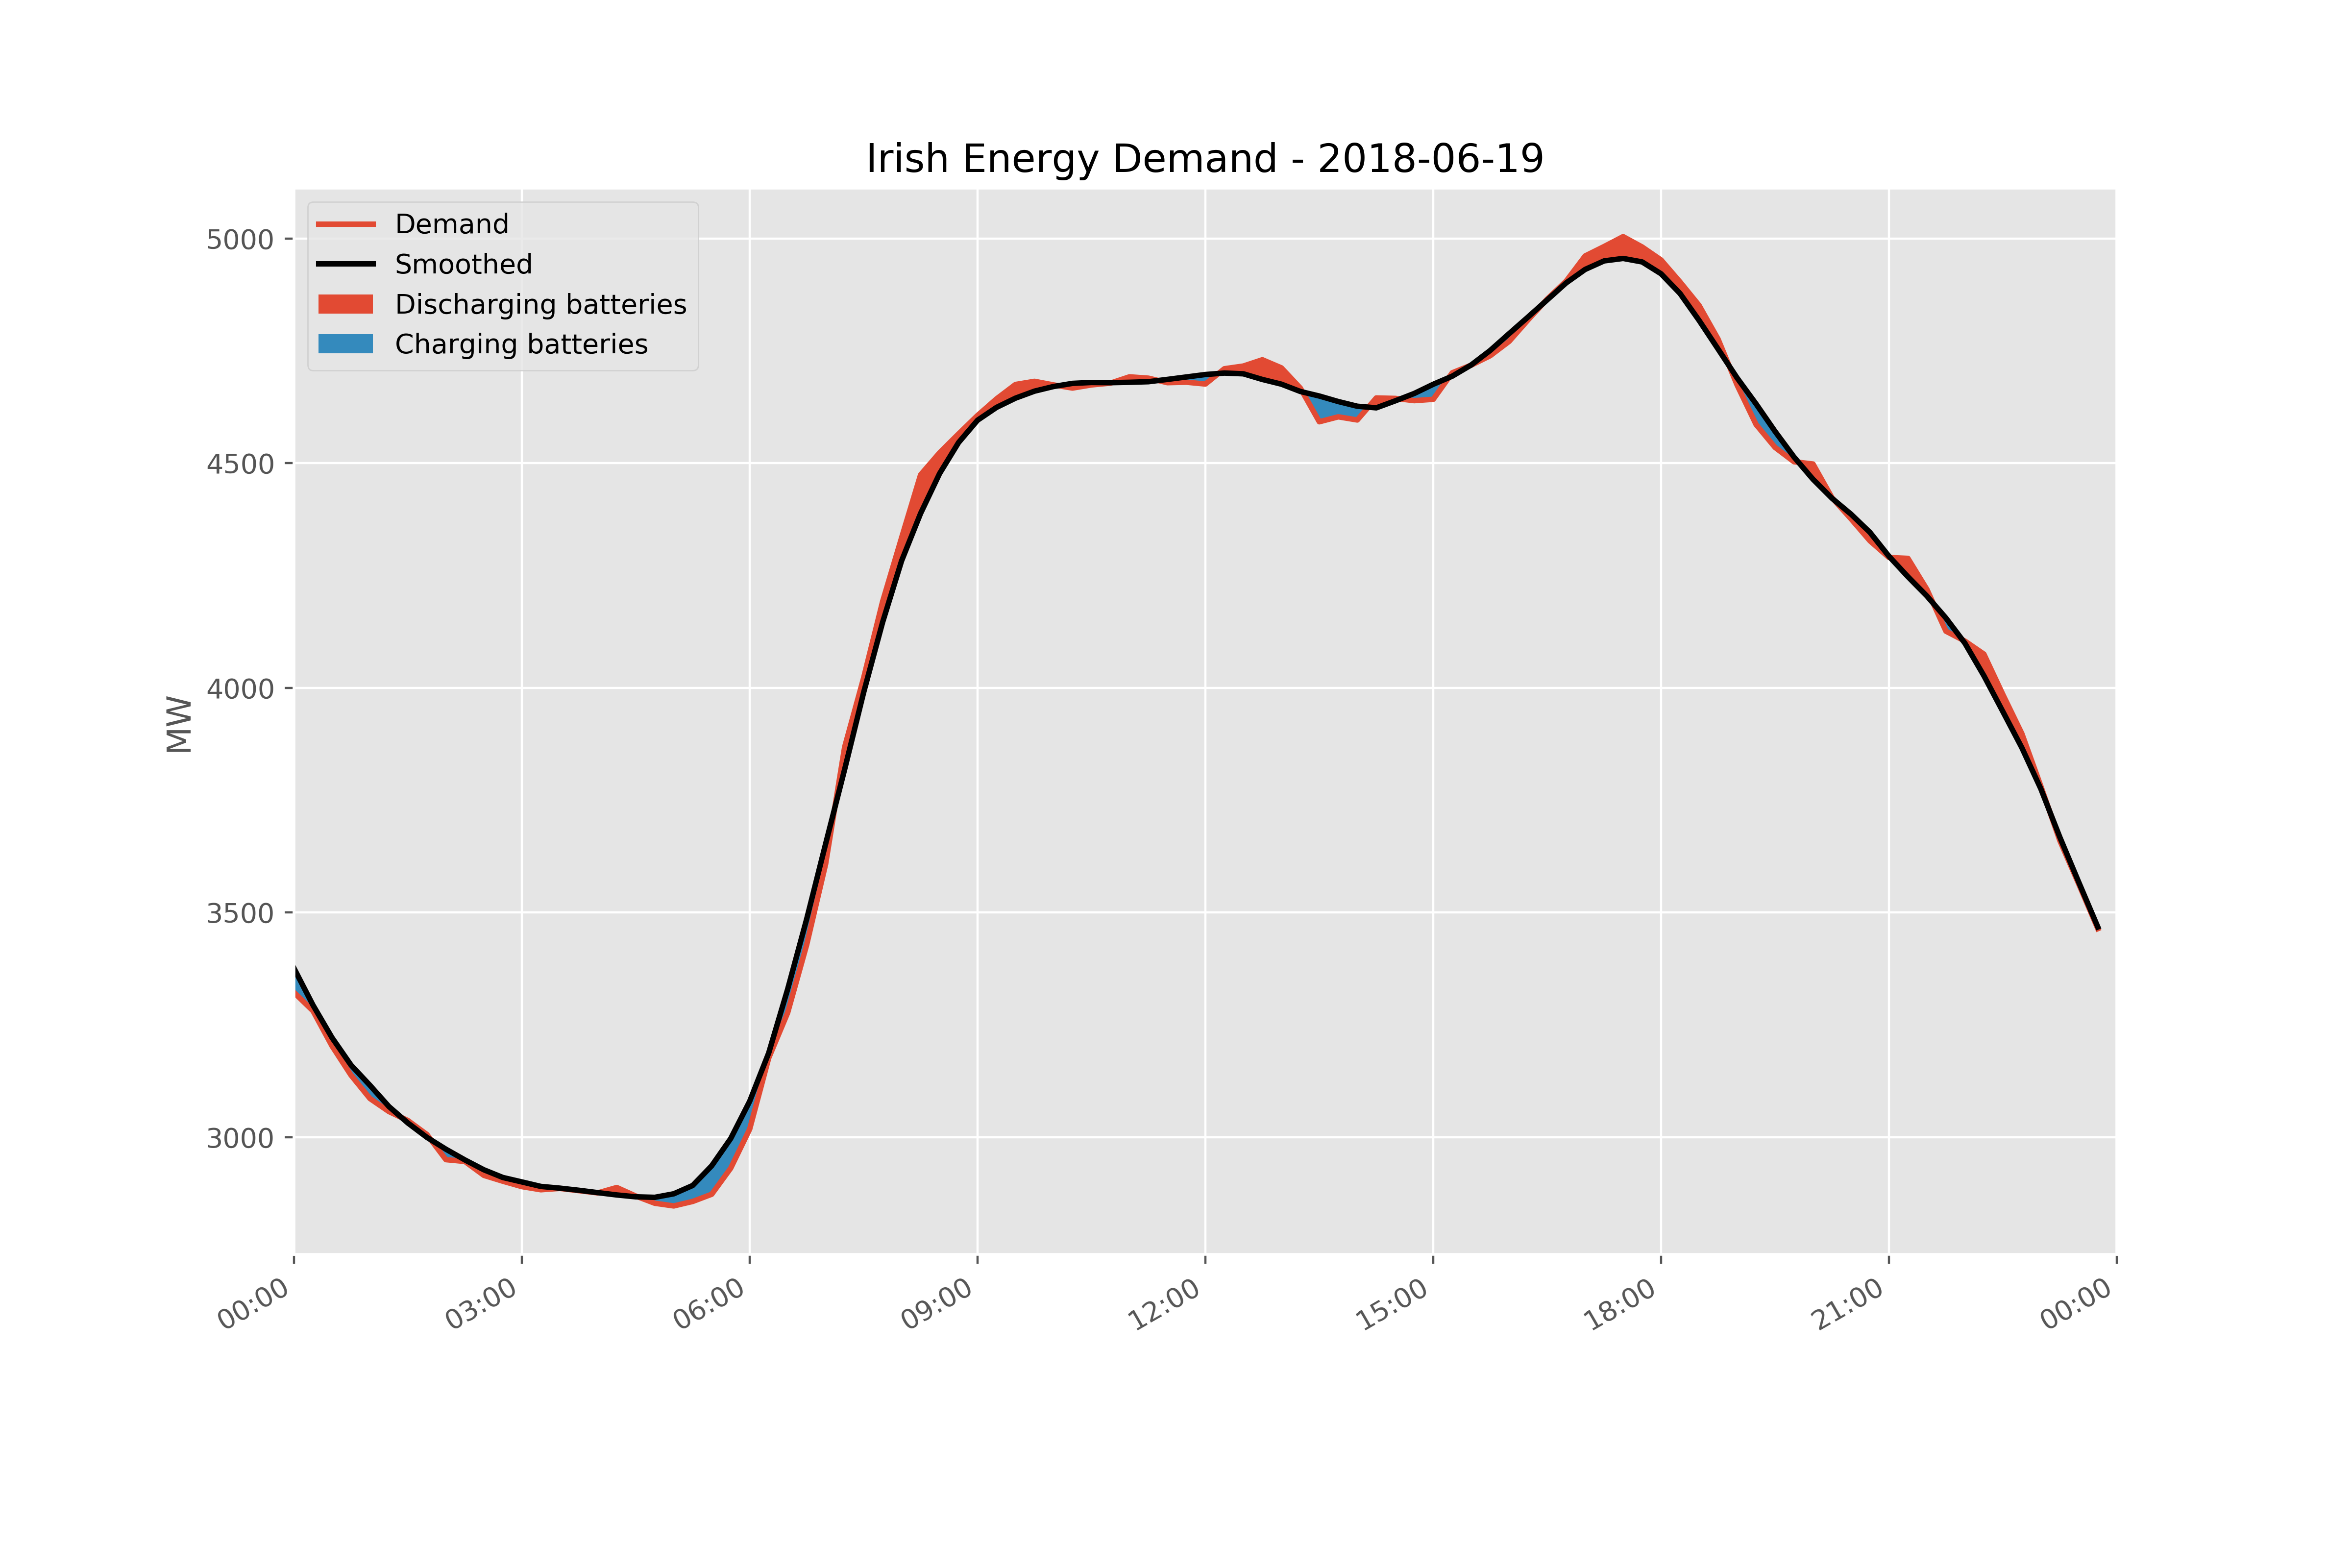 Irish Energy Demand - 2018-06-19
Demand
Smoothed
Discharging batteries
Charging batteries
5000
4500
4000
3500
3000
MW
00:00
03:00
06:00
09:00
12:00
15:00
18:00
21:00
00:00